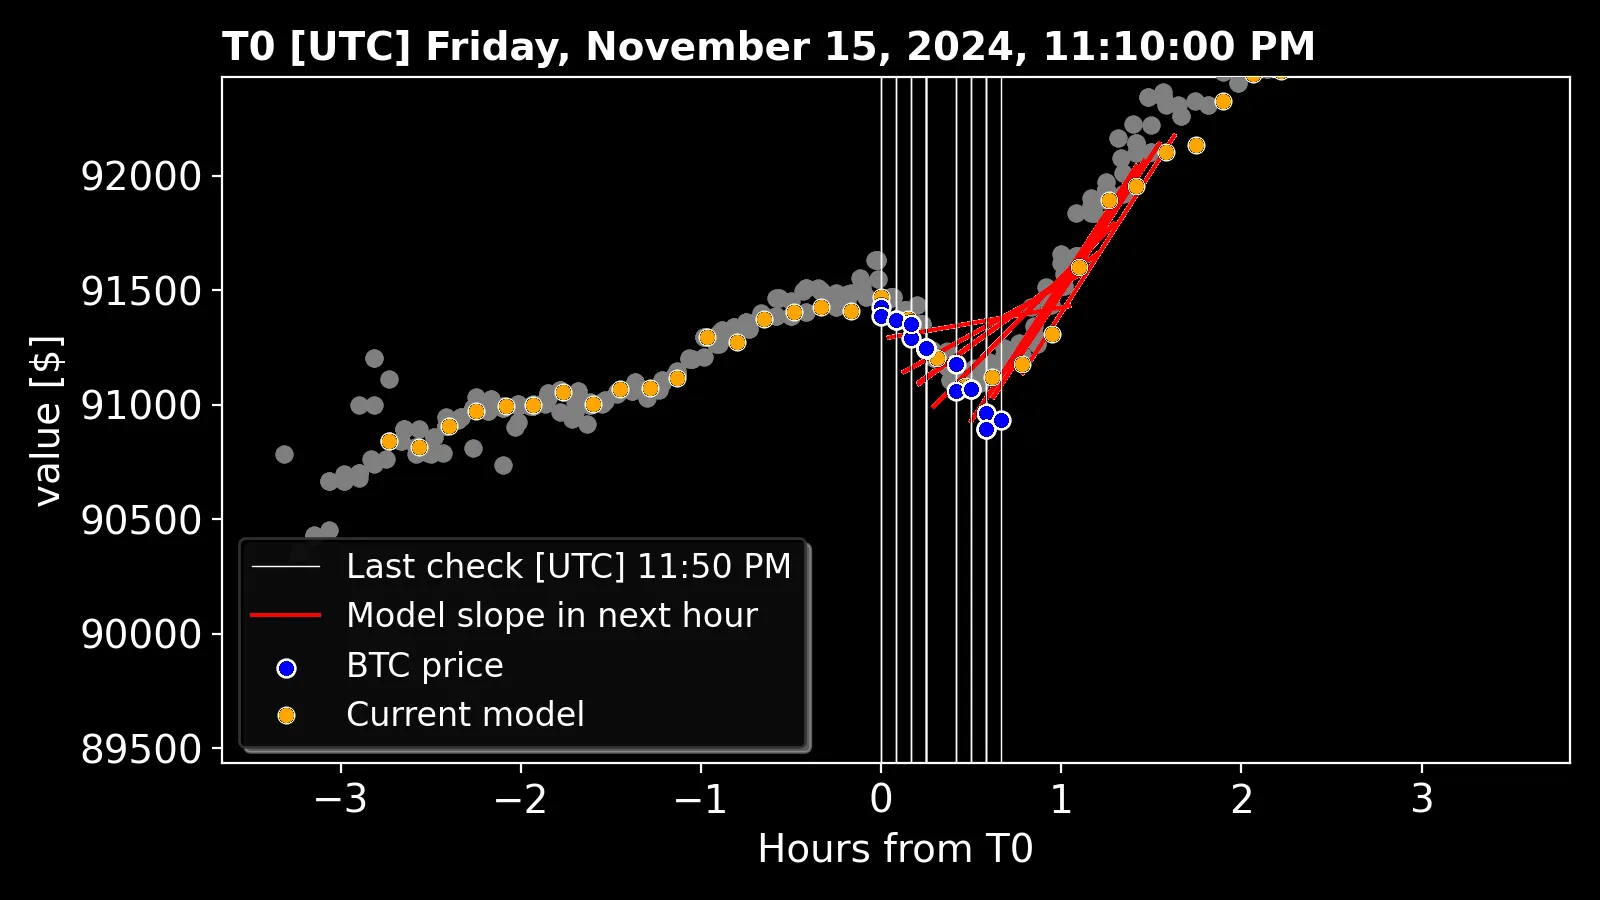 T0 [UTC] Friday, November 15, 2024, 11:10:00 PM
value [$]
92000
91500
91000
90500
90000
89500
Last check [UTC] 11:50 PM
Model slope in next hour
BTC price
Current model
−3 −2 −1 0 1 2 3
Hours from T0